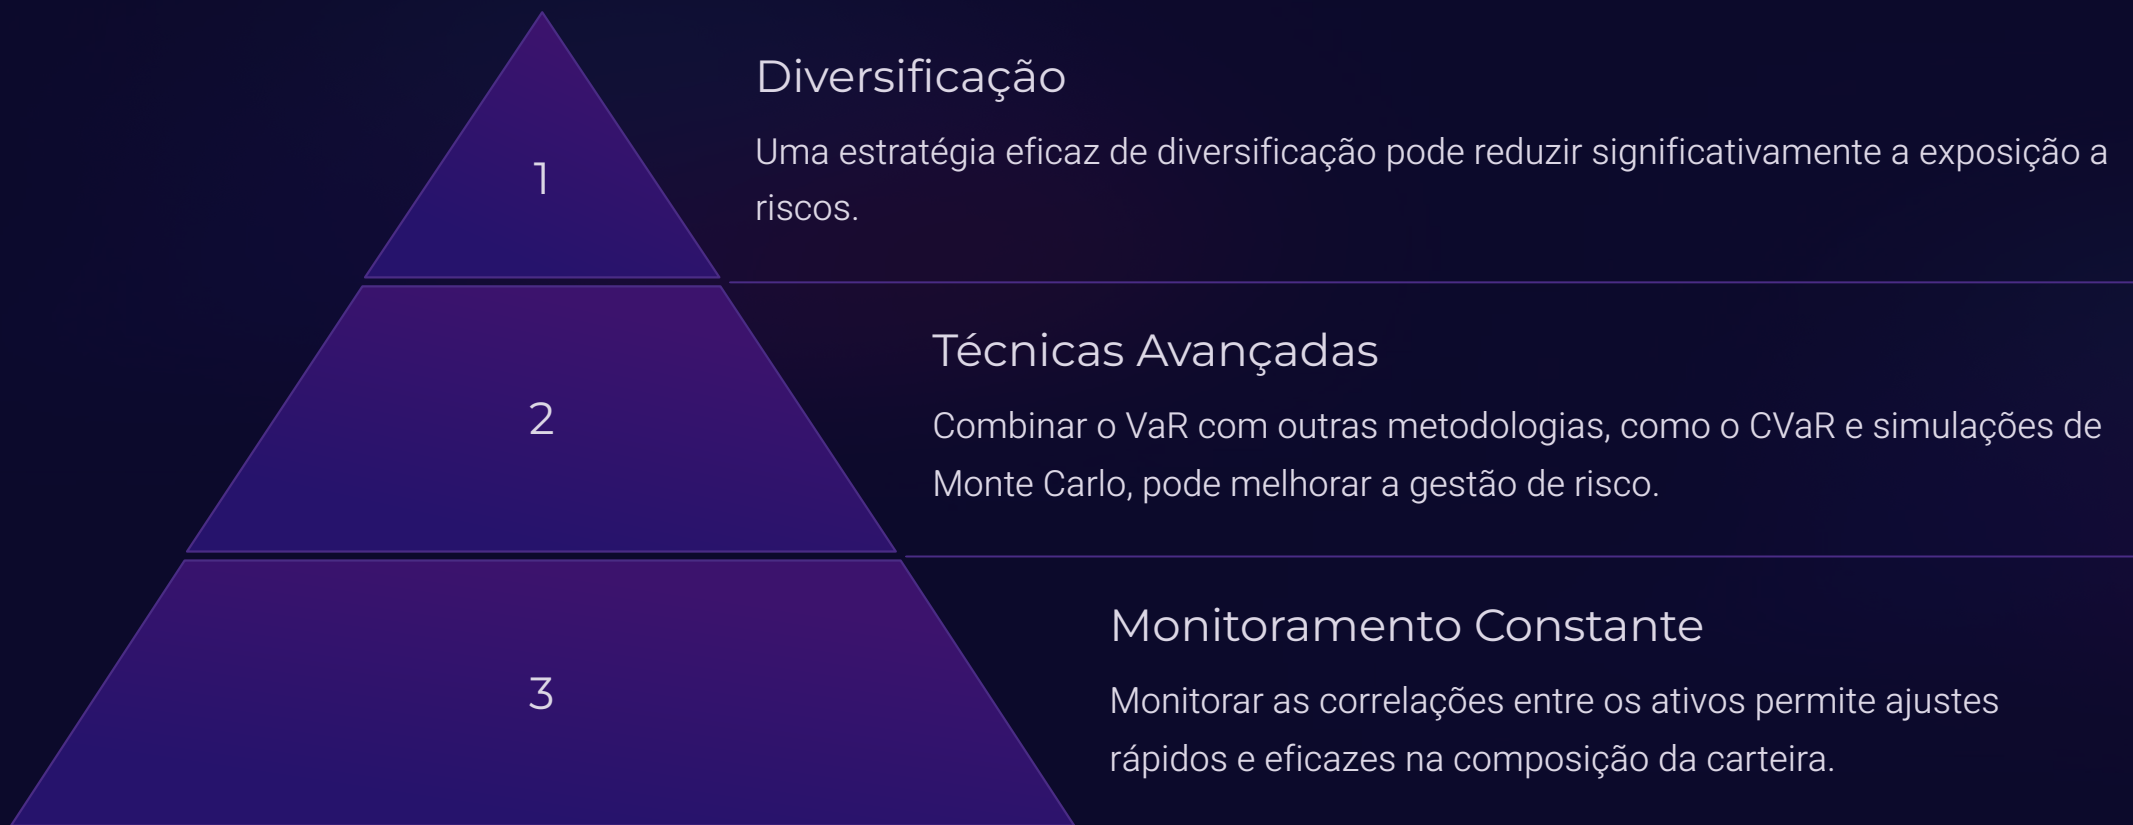 1
Diversificação
Uma estratégia eficaz de diversificação pode reduzir significativamente a exposição a
riscos.
2
Técnicas Avançadas
Combinar o VaR com outras metodologias, como o CVaR e simulações de
Monte Carlo, pode melhorar a gestão de risco.
3
Monitoramento Constante
Monitorar as correlações entre os ativos permite ajustes
rápidos e eficazes na composição da carteira.